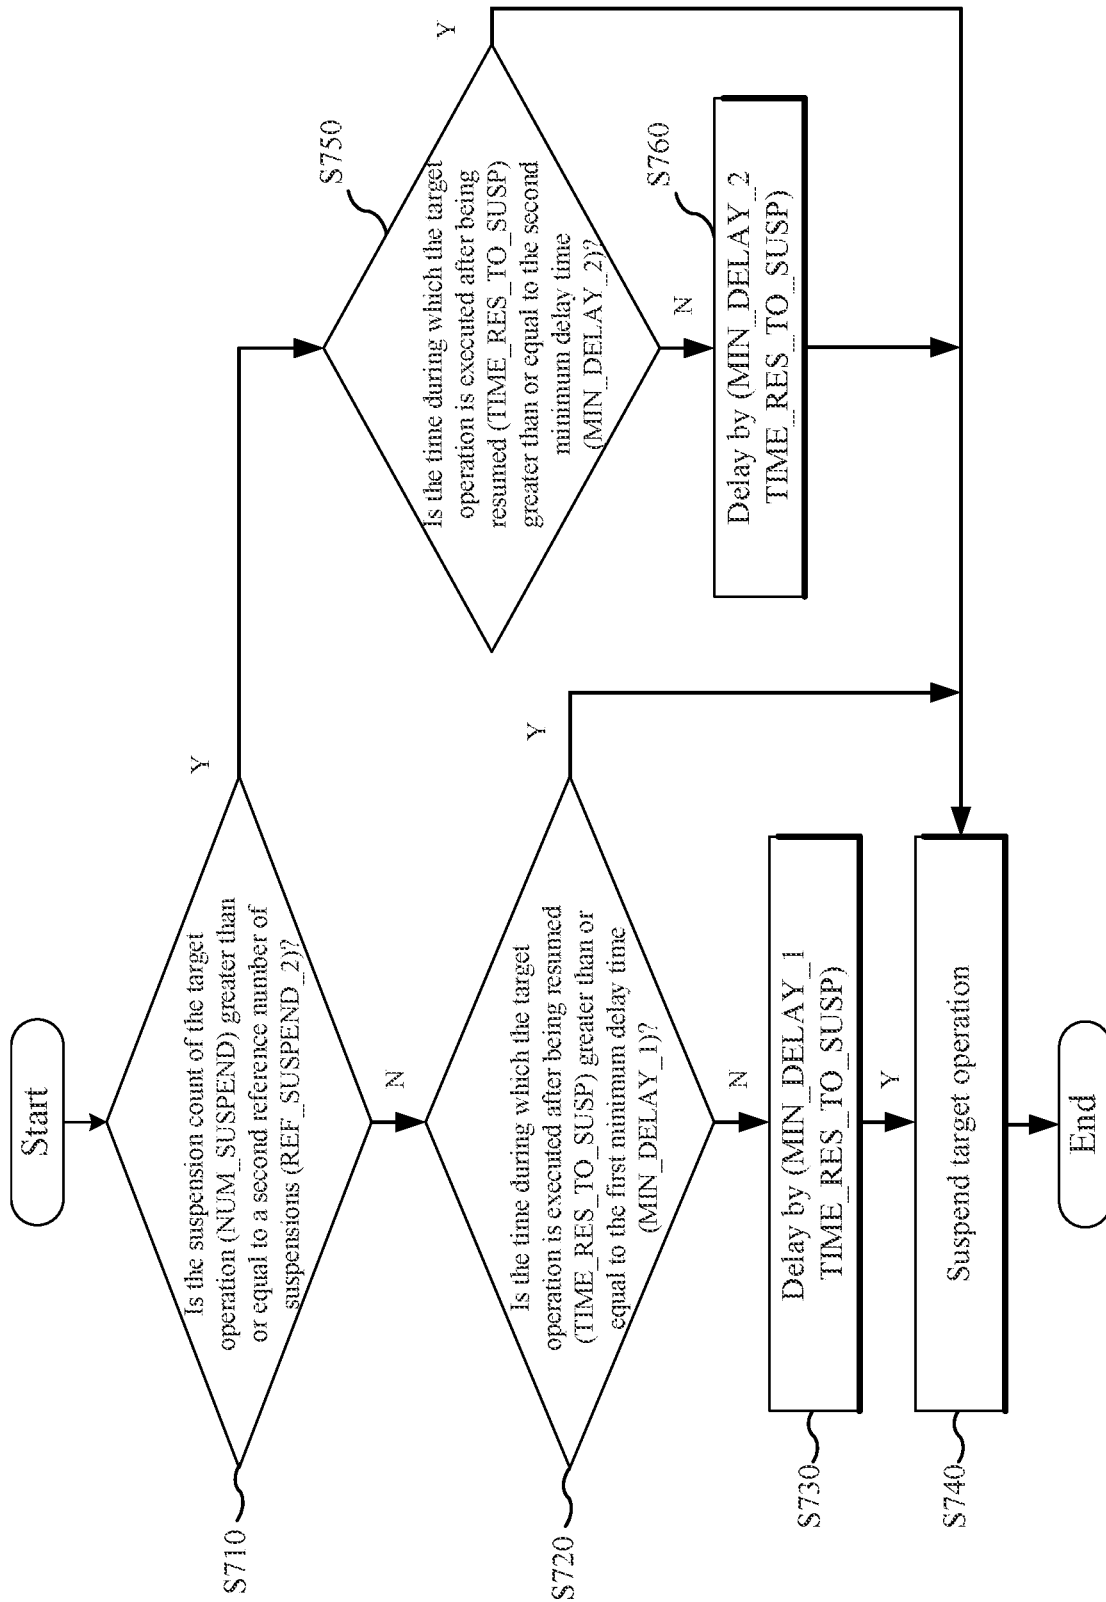 Start
S710
Is the suspension count of the target
operation (NUM_SUSPEND) greater than
or equal to a second reference number of
suspensions (REF_SUSPEND_2)?
Y
N
S720
Is the time during which the target
operation is executed after being resumed
(TIME_RES_TO_SUSP) greater than or
equal to the first minimum delay time
(MIN_DELAY_1)?
Y
N
S730
Delay by (MIN_DELAY_1
TIME_RES_TO_SUSP)
Y
S740
Suspend target operation
End
S750
Is the time during which the target
operation is executed after being
resumed (TIME_RES_TO_SUSP)
greater than or equal to the second
minimum delay time
(MIN_DELAY_2)?
Y
N
S760
Delay by (MIN_DELAY_2
TIME_RES_TO_SUSP)